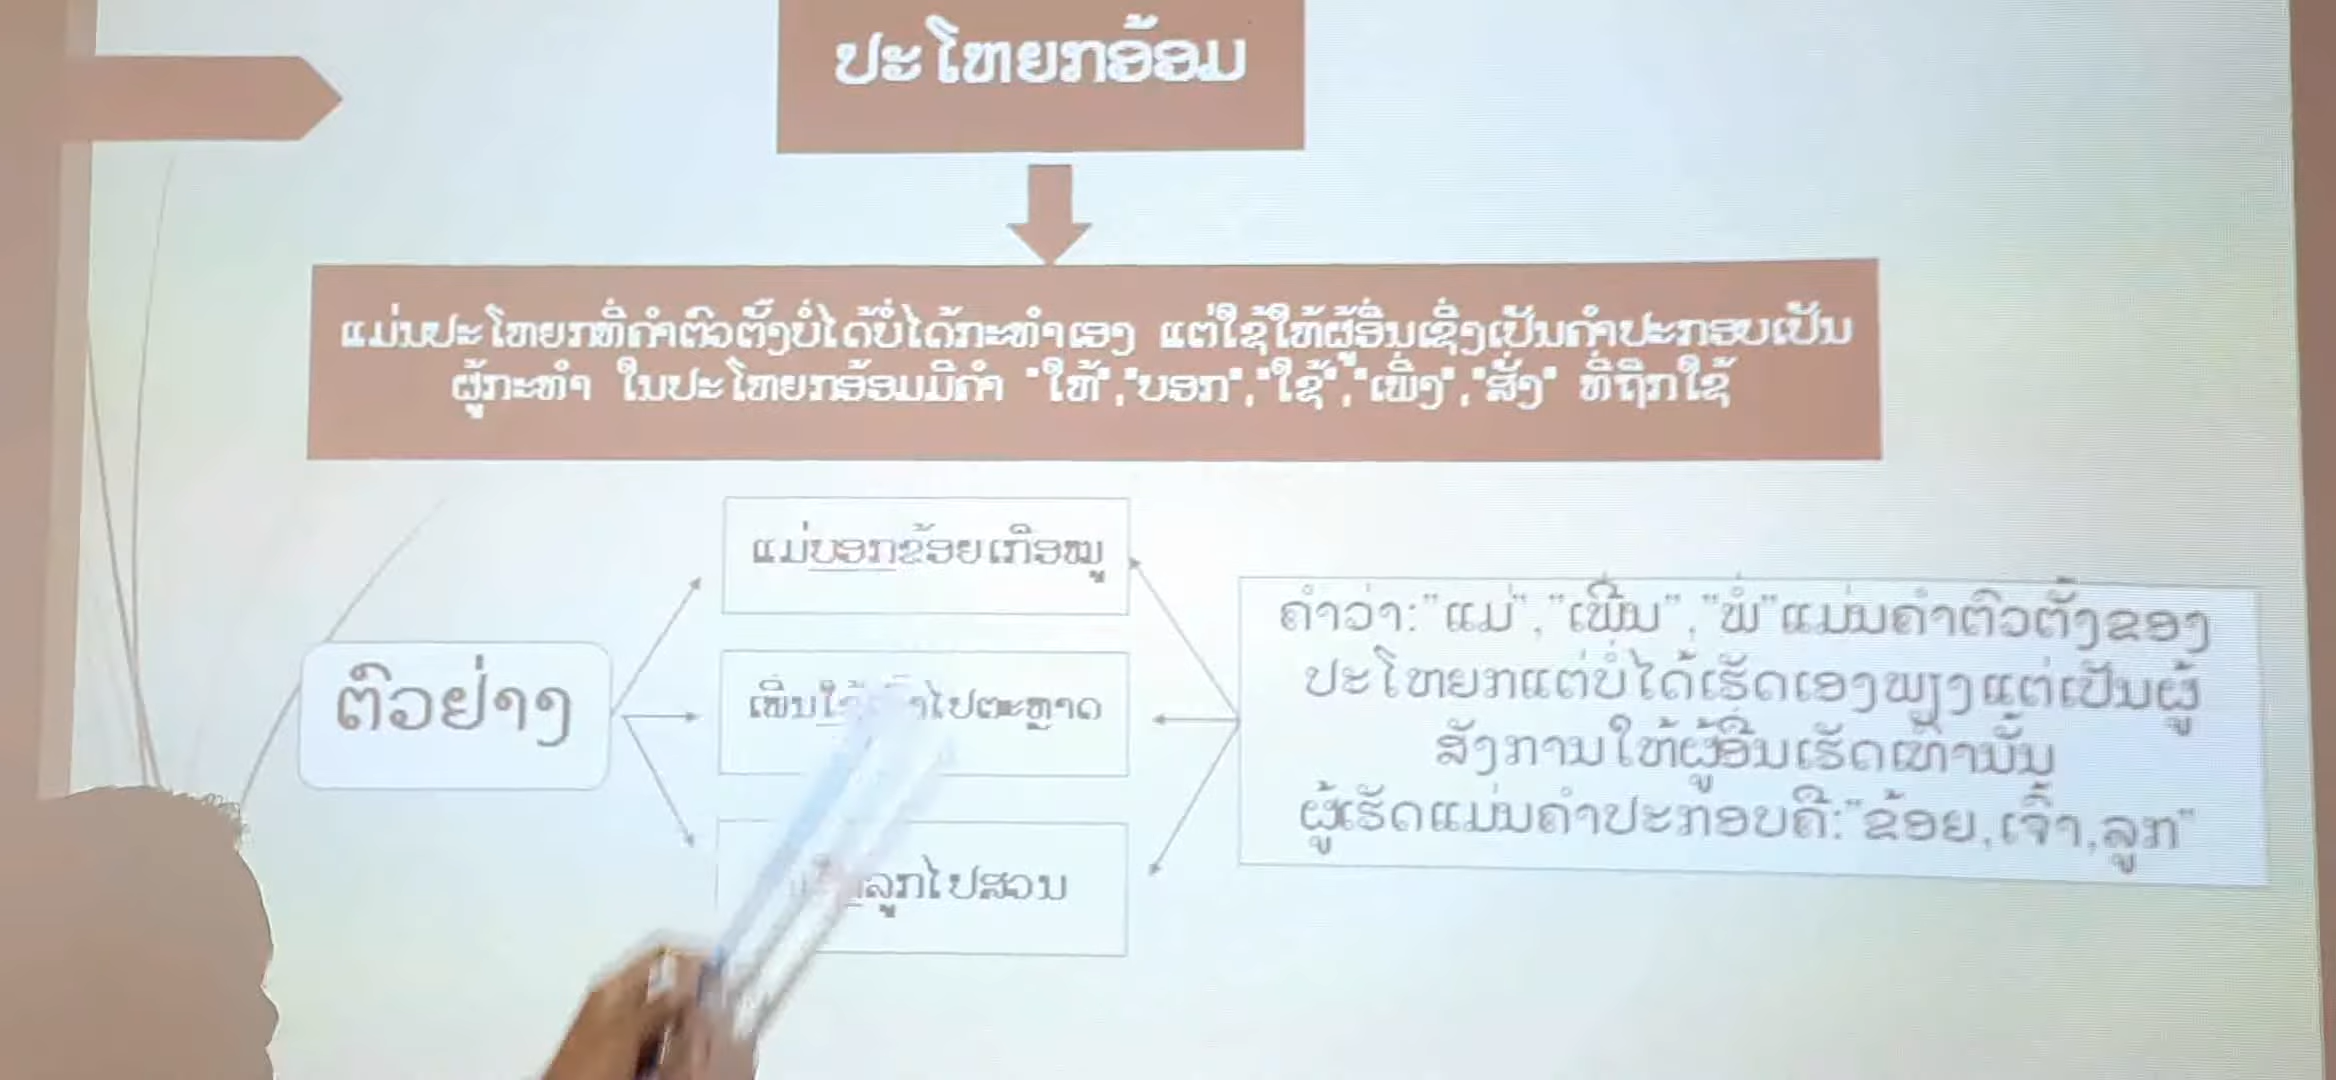 ປະໂຫຍກອ້ອມ
ແມ່ນປະໂຫຍກທີ່ຄຳຕົວຕັ້ງບໍ່ໄດ້ບໍ່ໄດ້ກະທຳເອງ ແຕ່ໃຊ້ໃຫ້ຜູ້ອື່ນເຊິ່ງເປັນຄຳປະກອບເປັນ
ຜູ້ກະທຳ ໃນປະໂຫຍກອ້ອມມີຄຳ "ໃຫ້","ບອກ","ໃຊ້","ເພິ່ງ","ສັ່ງ" ທີ່ຖືກໃຊ້
ຕົວຢ່າງ
ແມ່ບອກຂ້ອຍເກືອໝູ
ເພີ່ນໃຊ້ ໄປຕະຫຼາດ
ລູກໄປສວນ
ຄຳວ່າ:"ແມ່","ເພີ່ນ","ພໍ່"ແມ່ນຄຳຕົວຕັ້ງຂອງ
ປະໂຫຍກແຕ່ບໍ່ໄດ້ເຮັດເອງພຽງແຕ່ເປັນຜູ້
ສັງການໃຫ້ຜູ້ອື່ນເຮັດເທົ່ານັ້ນ
ຜູ້ເຮັດແມ່ນຄຳປະກອບຄື:"ຂ້ອຍ,ເຈົ້າ,ລູກ"